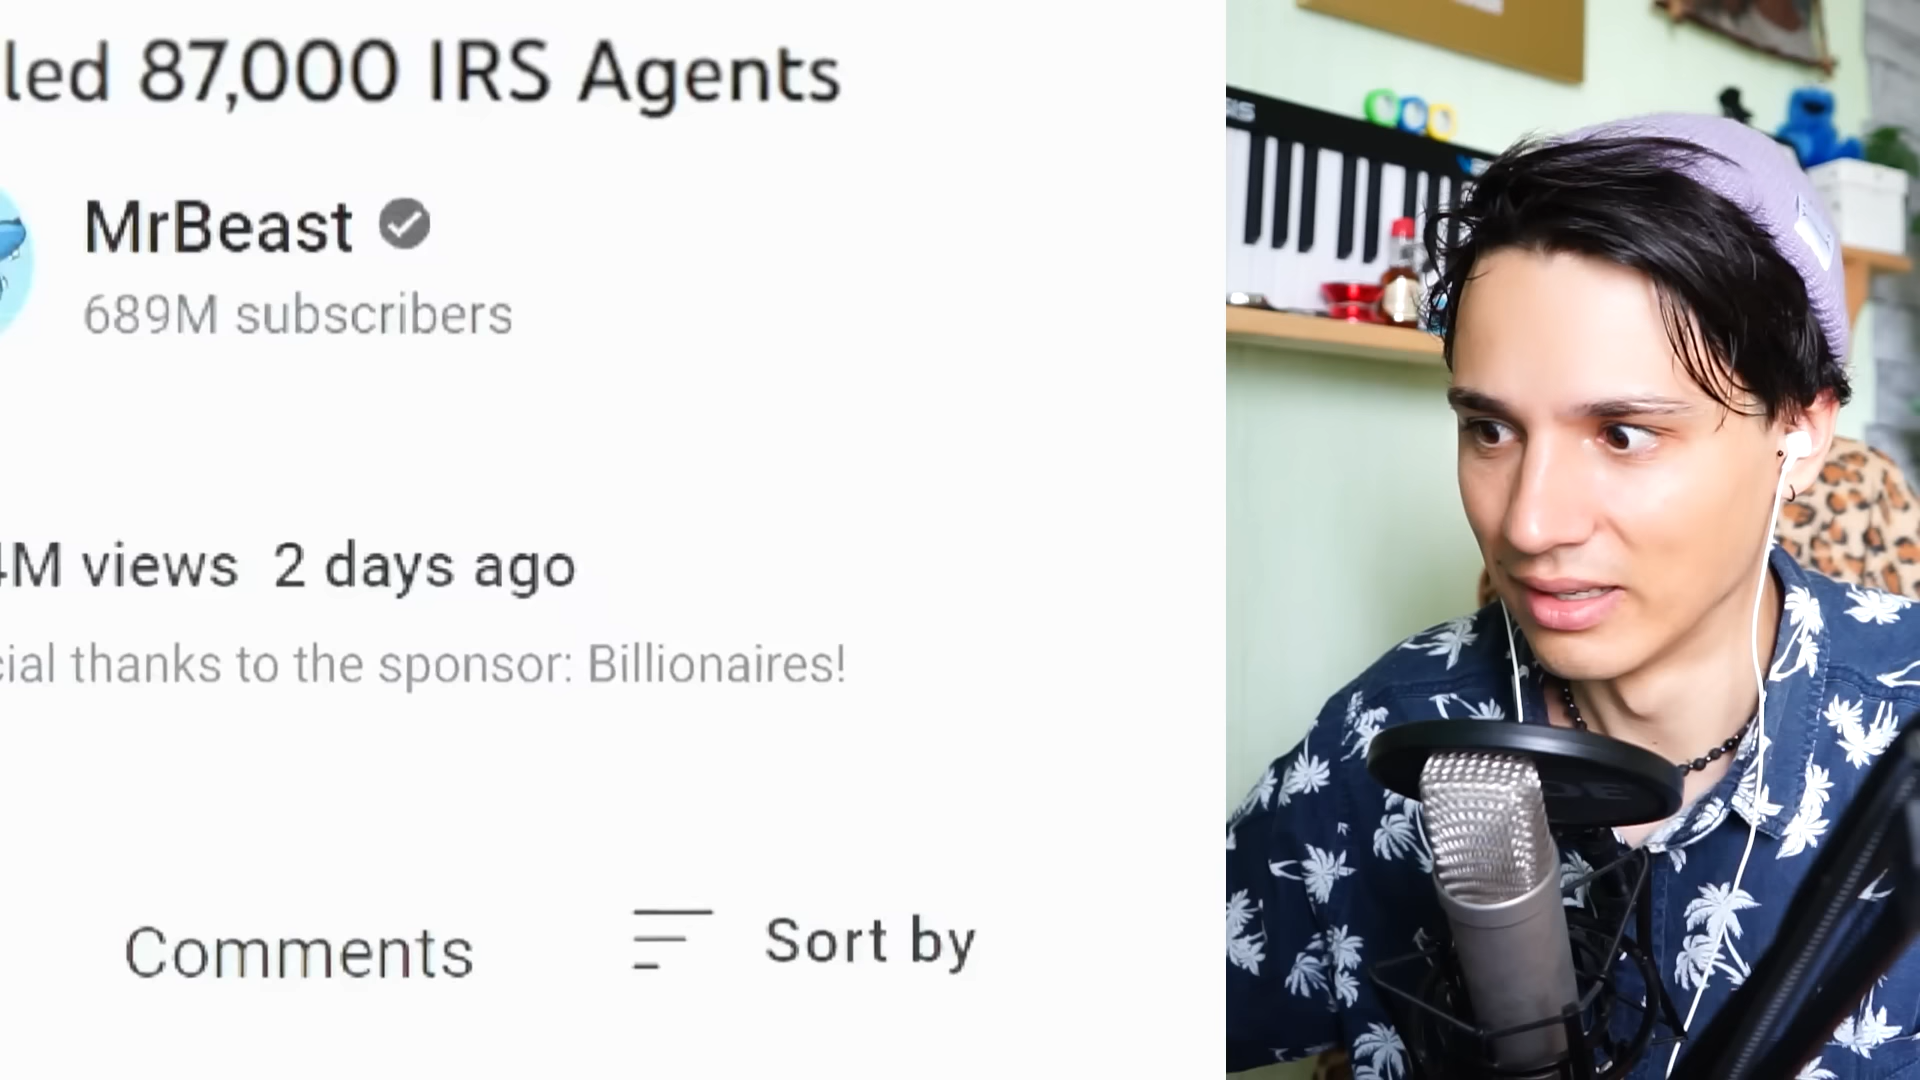 led 87,000 IRS Agents
MrBeast
689M subscribers
M views 2 days ago
cial thanks to the sponsor: Billionaires!
Comments
Sort by